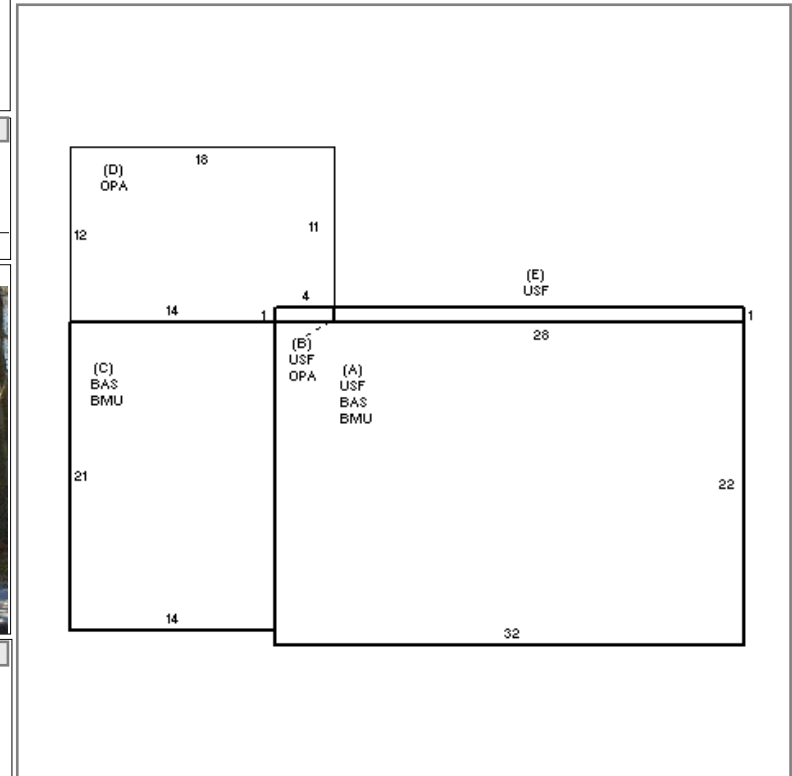 18
(D)
OPA
11
12
(E)
USF
4
14
1
1
28
(B)
USF
OPA
(A)
USF
BAS
BMU
(C)
BAS
BMU
21
22
14
32